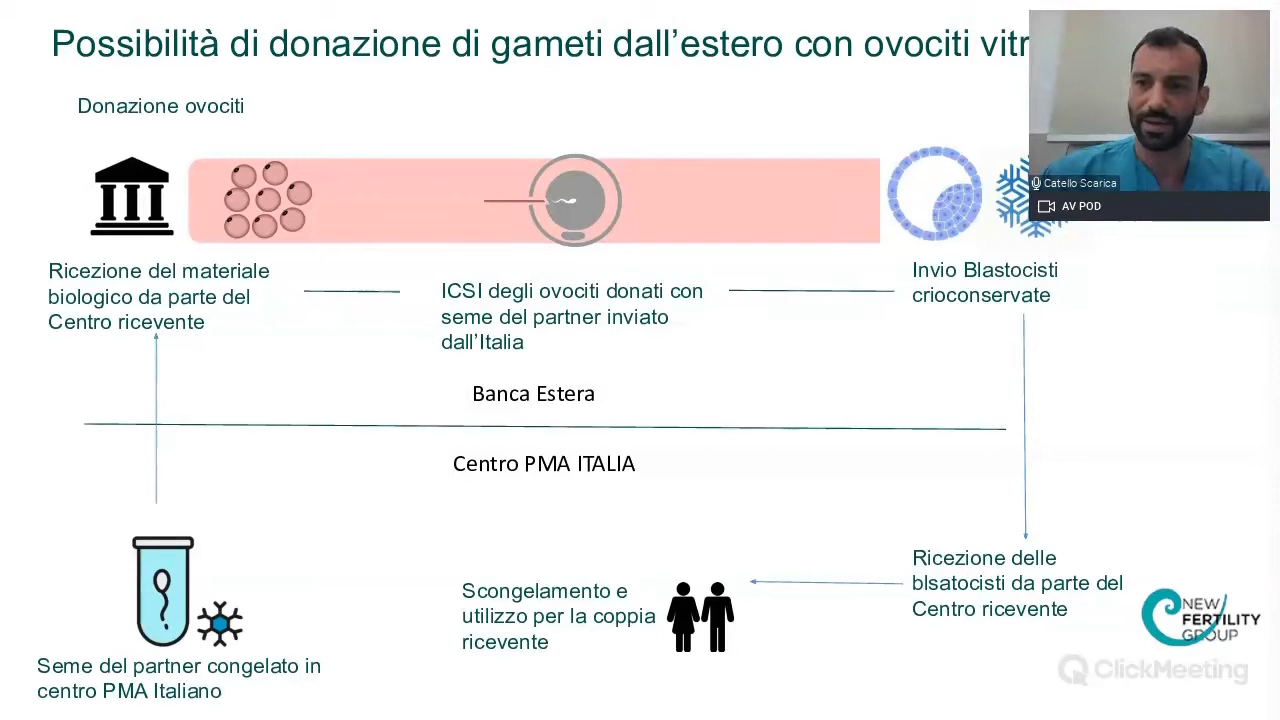 Possibilità di donazione di gameti dall'estero con ovociti
Donazione ovociti
Catello Scarica
AV POD
Ricezione del materiale
biologico da parte del
Centro ricevente
ICSI degli ovociti donati con
seme del partner inviato
dall'Italia
Invio Blastocisti
crioconservate
Banca Estera
Centro PMA ITALIA
Seme del partner congelato in
centro PMA Italiano
Scongelamento e
utilizzo per la coppia
ricevente
Ricezione delle
blsatocisti da parte del
Centro ricevente
NEW
FERTILITY
GROUP
ClickMeeting